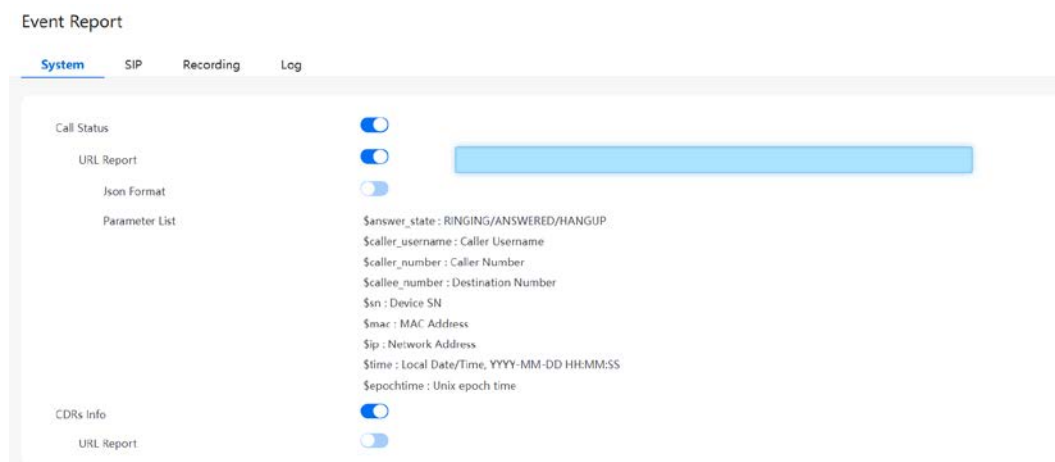 Event Report
System SIP Recording Log
Call Status
URL Report
Json Format
Parameter List $answer_state : RINGING/ANSWERED/HANGUP
$caller_username : Caller Username
$caller_number : Caller Number
$callee_number : Destination Number
$sn : Device SN
$mac : MAC Address
$ip : Network Address
$time : Local Date/Time, YYYY-MM-DD HH:MM:SS
$epochtime : Unix epoch time
CDRs Info
URL Report